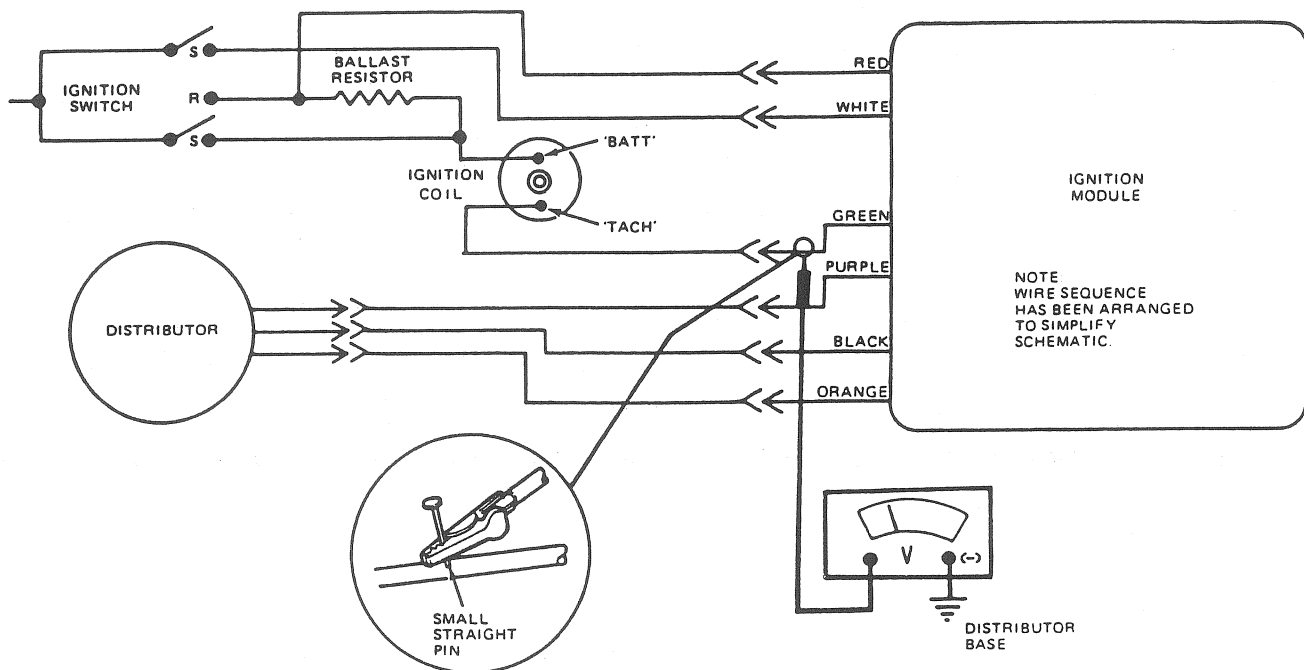 IGNITION
SWITCH
S
R
S
BALLAST
RESISTOR
'BATT'
IGNITION
COIL
'TACH'
RED
WHITE
GREEN
PURPLE
BLACK
ORANGE
IGNITION
MODULE
NOTE
WIRE SEQUENCE
HAS BEEN ARRANGED
TO SIMPLIFY
SCHEMATIC.
DISTRIBUTOR
SMALL
STRAIGHT
PIN
V
(-)
DISTRIBUTOR
BASE